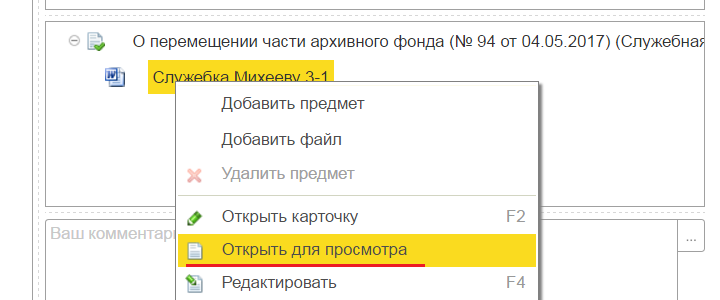 О перемещении части архивного фонда (№ 94 от 04.05.2017) (Служебная
Служебка Михееву 3-1
Добавить предмет
Добавить файл
Удалить предмет
Открыть карточку F2
Ваш комментари
Открыть для просмотра
...
Редактировать F4